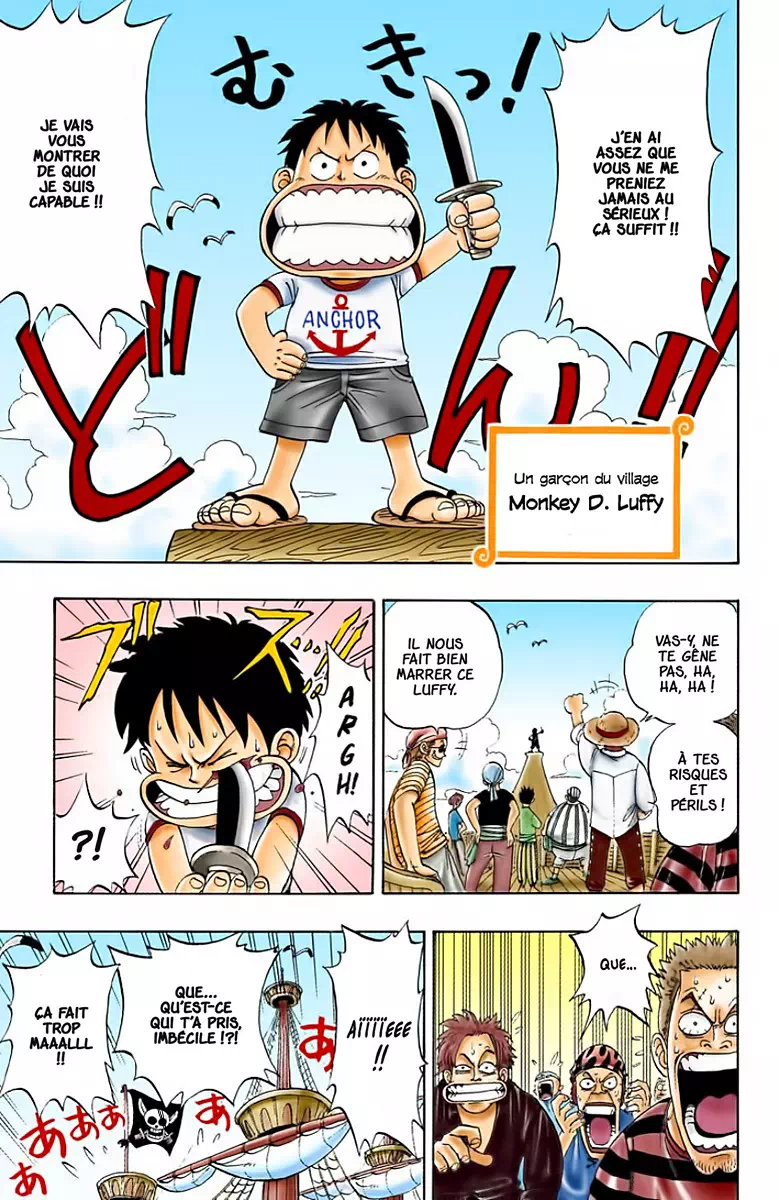 むきっ!
J'EN AI
ASSEZ QUE
VOUS NE ME
PRENIEZ
JAMAIS AU
SÉRIEUX !
ÇA SUFFIT !!
JE VAIS
VOUS
MONTRER
DE QUOI
JE SUIS
CAPABLE !!
ANCHOR
どん!!
Un garçon du village
Monkey D. Luffy
VAS-Y, NE
TE GÊNE
PAS, HA,
HA, HA !
À TES
RISQUES
ET
PÉRILS !
IL NOUS
FAIT BIEN
MARRER CE
LUFFY.
ブスッ!!
ARGH!
?!
QUE...
AÏÏÏÏEEE
!!
QUE...
QU'EST-CE
QUI T'A PRIS,
IMBÉCILE !?!
ÇA FAIT
TROP
MAAALLL
!!
ぁぁ
ぁ
あああ
あ